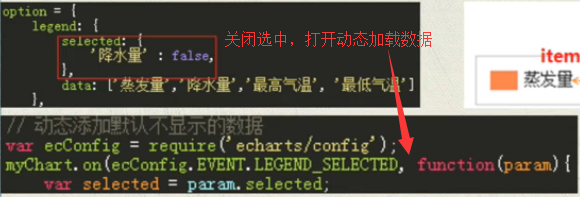 option = {
legend: {
selected: {
'降水量' : false,
},
data: ['蒸发量','降水量','最高气温', '最低气温']
},
关闭选中，打开动态加载数据
item
蒸发量
// 动态添加默认不显示的数据
var ecConfig = require('echarts/config');
myChart.on(ecConfig.EVENT.LEGEND_SELECTED, function(param){
var selected = param.selected;